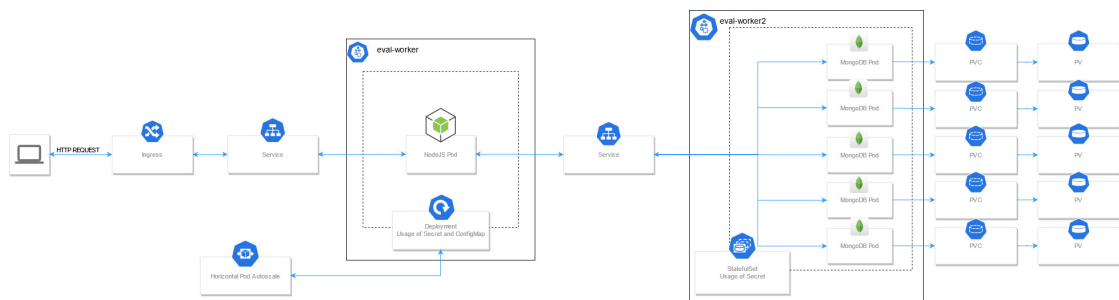 eval-worker
eval-worker2
HTTP REQUEST
Ingress
Service
NodeJS Pod
Deployment
Usage of Secret and ConfigMap
Horizontal Pod Autoscale
Service
MongoDB Pod
PVC
PV
MongoDB Pod
PVC
PV
MongoDB Pod
PVC
PV
MongoDB Pod
PVC
PV
MongoDB Pod
PVC
PV
StatefulSet
Usage of Secret